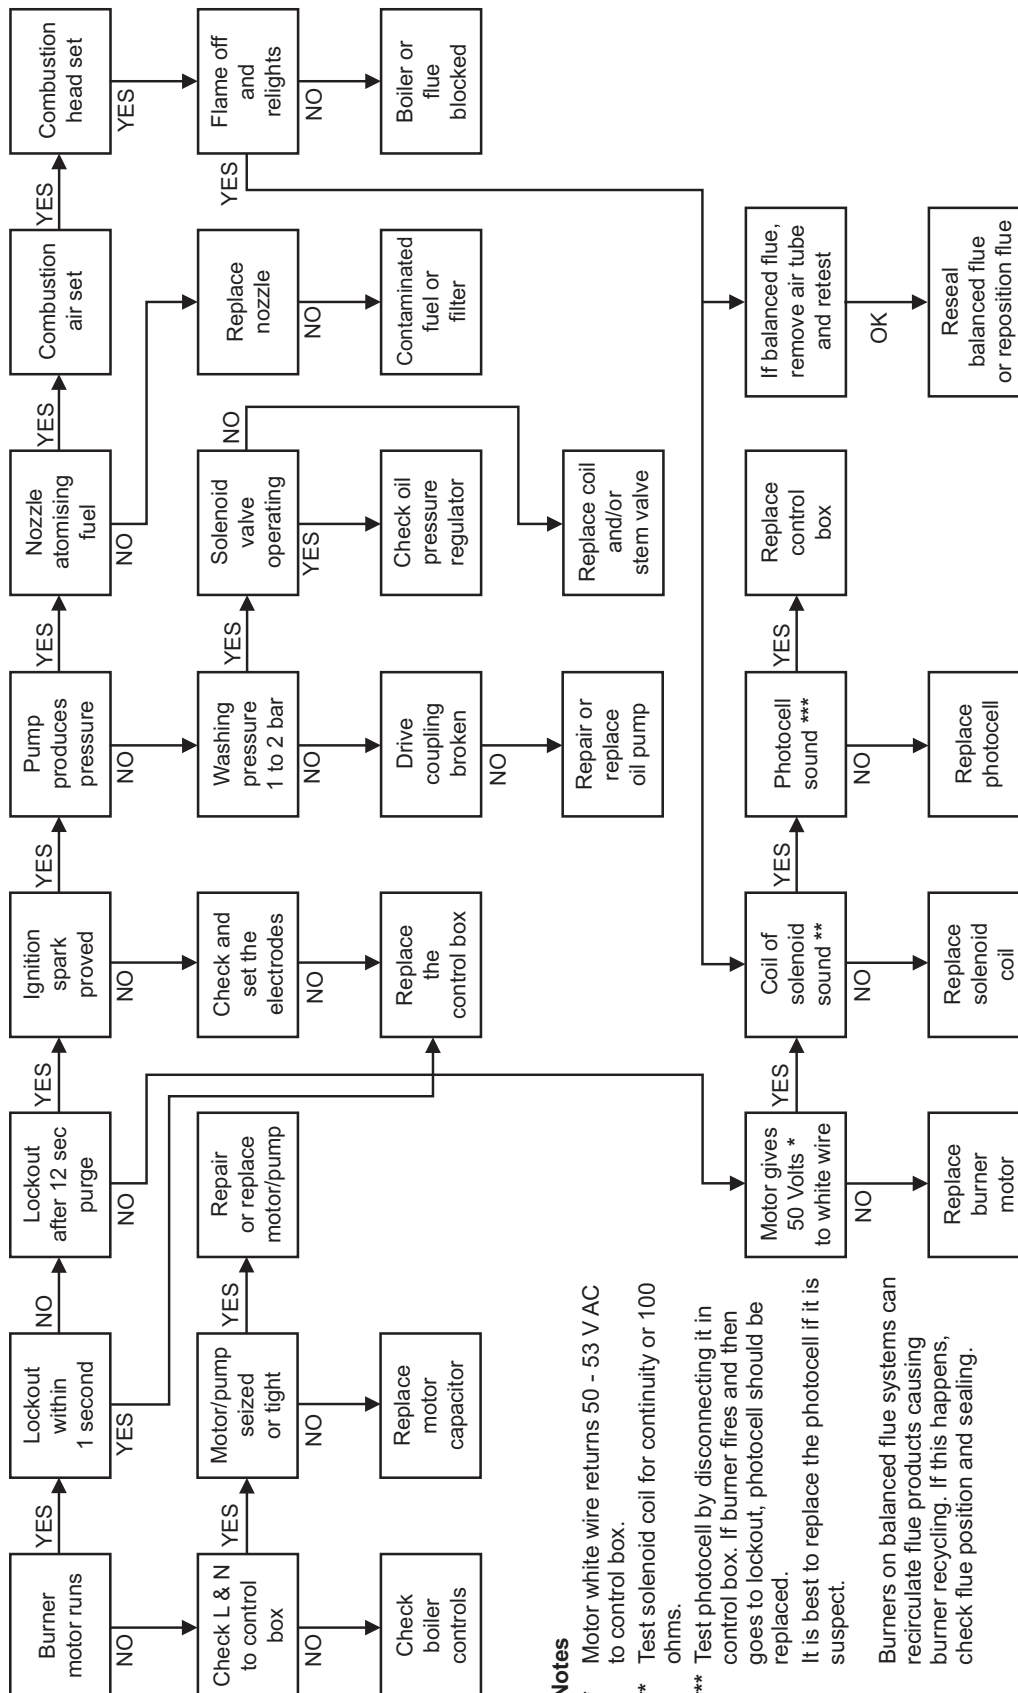 Burner
motor runs
YES
Lockout
within
1 second
NO
Lockout
after 12 sec
purge
YES
Ignition
spark
proved
YES
Pump
produces
pressure
YES
Nozzle
atomising
fuel
YES
Combustion
air set
YES
Combustion
head set
NO
YES
NO
NO
NO
NO
YES
Check L & N
to control
box
YES
Motor/pump
seized
or tight
YES
Repair
or replace
motor/pump
Check and
set the
electrodes
Washing
pressure
1 to 2 bar
YES
Solenoid
valve
operating
NO
Replace
nozzle
Flame off
and
relights
YES
NO
NO
NO
NO
YES
NO
NO
Check
boiler
controls
Replace
motor
capacitor
Replace
the
control box
Drive
coupling
broken
Check oil
pressure
regulator
Contaminated
fuel or
filter
Boiler or
flue
blocked
NO
Repair or
replace
oil pump
Replace coil
and/or
stem valve
Motor gives
50 Volts *
to white wire
YES
Coil of
solenoid
sound **
YES
Photocell
sound ***
YES
Replace
control
box
If balanced flue,
remove air tube
and retest
NO
NO
NO
OK
Replace
burner
motor
Replace
solenoid
coil
Replace
photocell
Reseal
balanced flue
or reposition flue
Notes
* Motor white wire returns 50 - 53 V AC
to control box.
** Test solenoid coil for continuity or 100
ohms.
*** Test photocell by disconnecting it in
control box. If burner fires and then
goes to lockout, photocell should be
replaced.
It is best to replace the photocell if it is
suspect.
Burners on balanced flue systems can
recirculate flue products causing
burner recycling. If this happens,
check flue position and sealing.